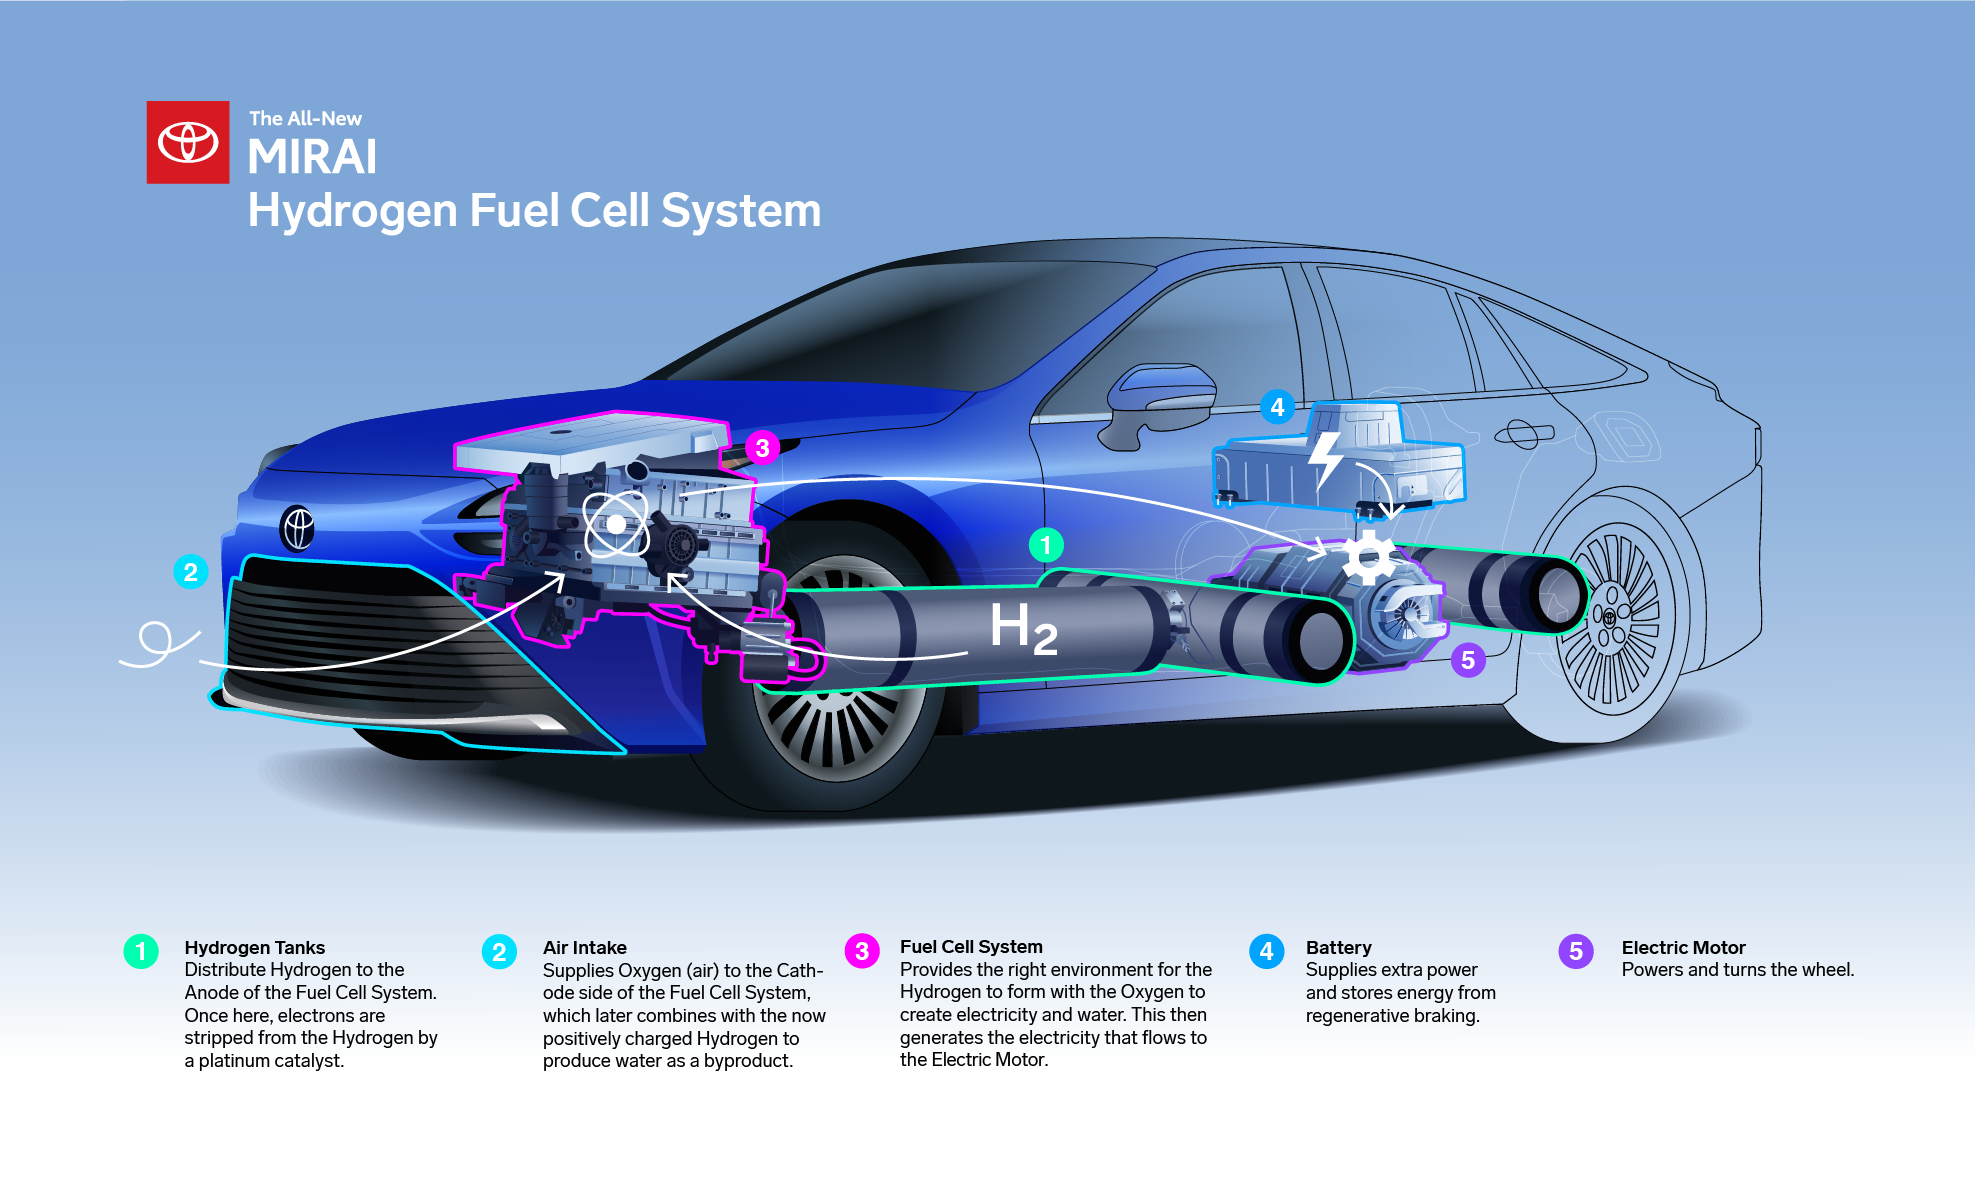 The All-New
MIRAI
Hydrogen Fuel Cell System
3
4
1
2
H2
5
1
Hydrogen Tanks
Distribute Hydrogen to the
Anode of the Fuel Cell System.
Once here, electrons are
stripped from the Hydrogen by
a platinum catalyst.
2
Air Intake
Supplies Oxygen (air) to the Cath-
ode side of the Fuel Cell System,
which later combines with the now
positively charged Hydrogen to
produce water as a byproduct.
3
Fuel Cell System
Provides the right environment for the
Hydrogen to form with the Oxygen to
create electricity and water. This then
generates the electricity that flows to
the Electric Motor.
4
Battery
Supplies extra power
and stores energy from
regenerative braking.
5
Electric Motor
Powers and turns the wheel.